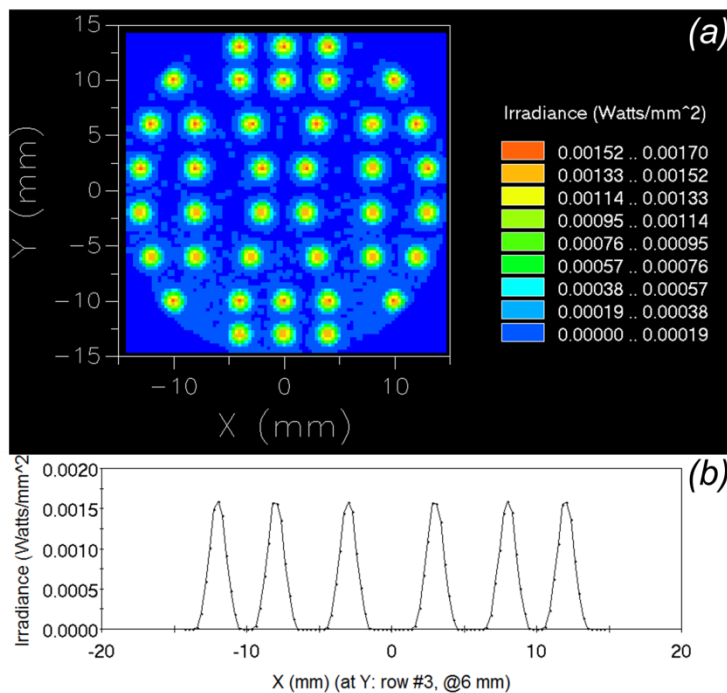 (a)
15
10
5
0
−5
−10
−15
Y (mm)
−10 0 10
X (mm)
Irradiance (Watts/mm^2)
0.00152 .. 0.00170
0.00133 .. 0.00152
0.00114 .. 0.00133
0.00095 .. 0.00114
0.00076 .. 0.00095
0.00057 .. 0.00076
0.00038 .. 0.00057
0.00019 .. 0.00038
0.00000 .. 0.00019
(b)
Irradiance (Watts/mm^2)
0.0020
0.0015
0.0010
0.0005
0.0000
-20 -10 0 10 20
X (mm) (at Y: row #3, @6 mm)